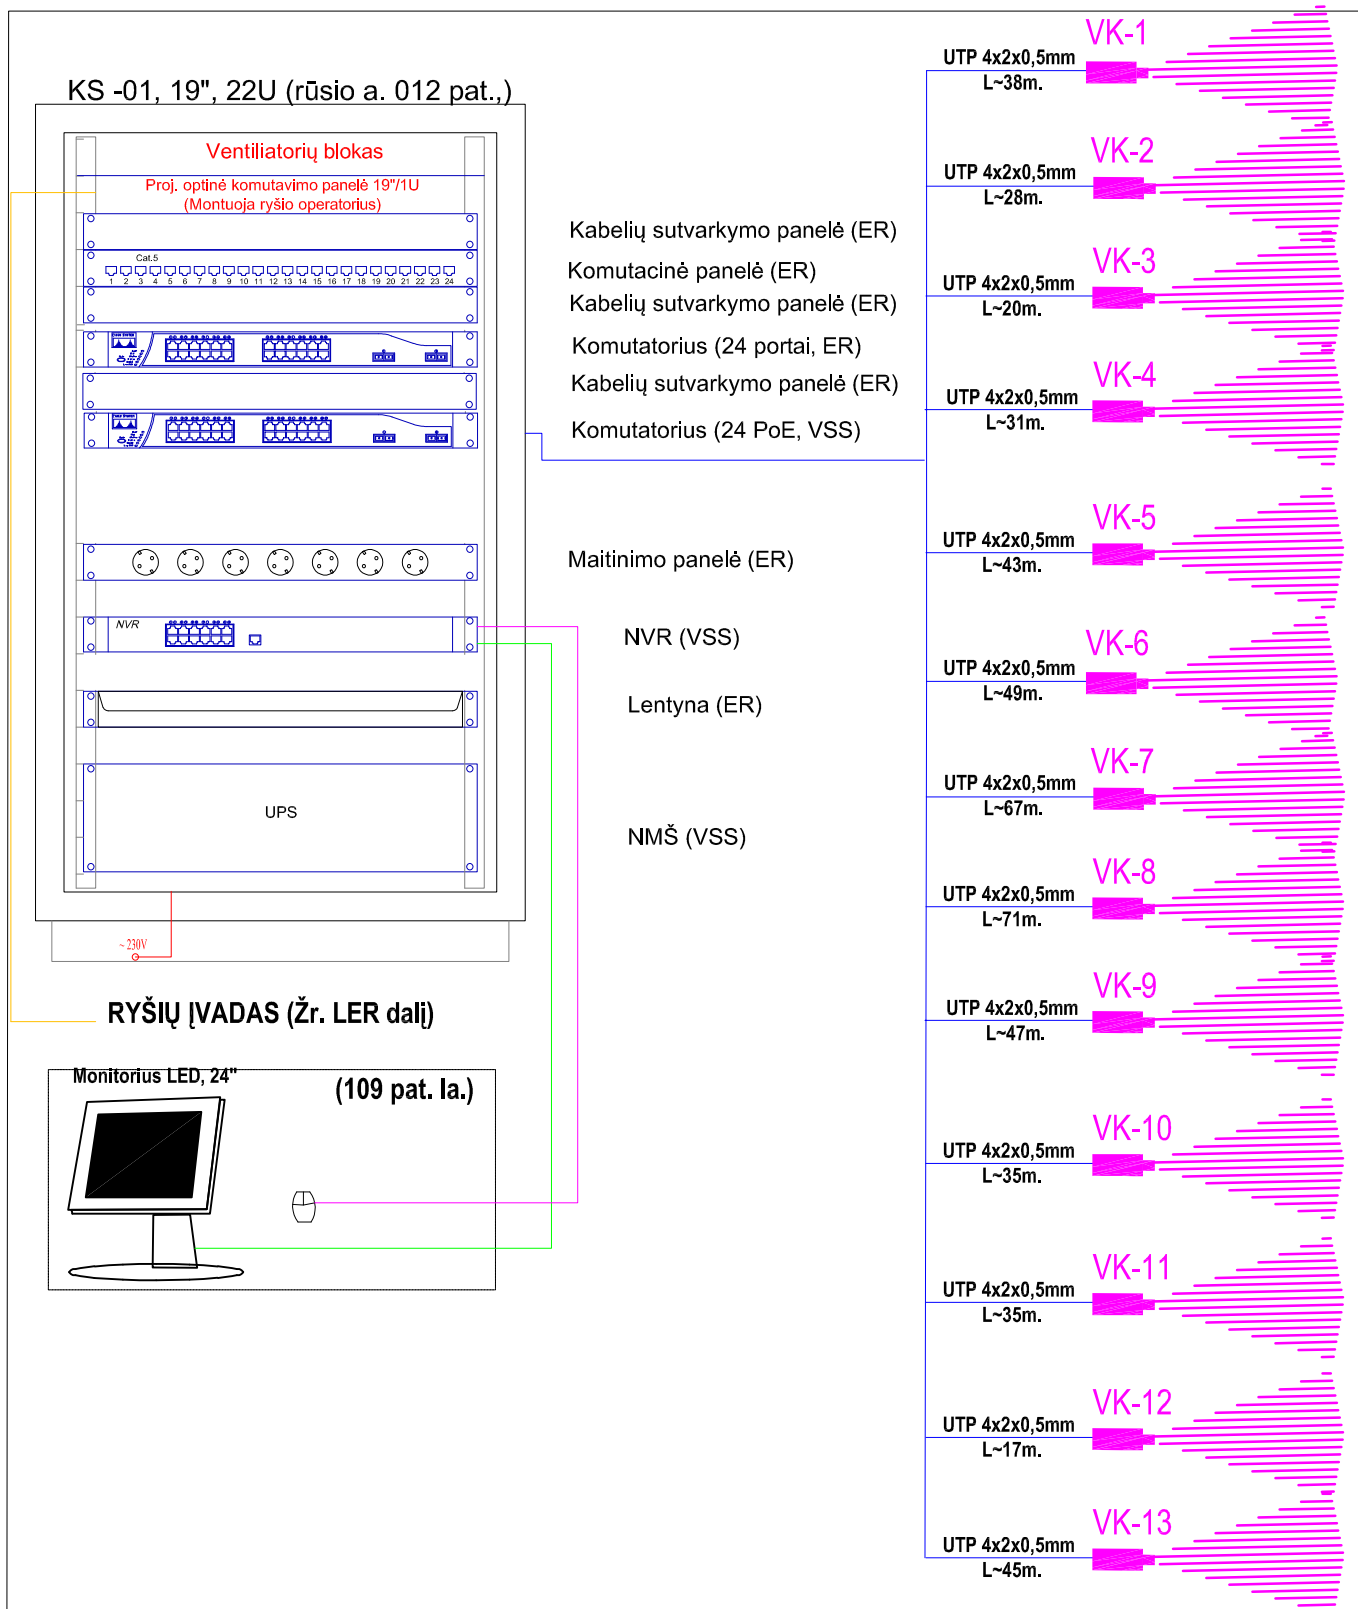 KS -01, 19", 22U (rūsio a. 012 pat.,)
Ventiliatorių blokas
Proj. optinė komutavimo panelė 19"/1U
(Montuoja ryšio operatorius)
Cat.5
1 2 3 4 5 6 7 8 9 10 11 12 13 14 15 16 17 18 19 20 21 22 23 24
NVR
UPS
~ 230V
Kabelių sutvarkymo panelė (ER)
Komutacinė panelė (ER)
Kabelių sutvarkymo panelė (ER)
Komutatorius (24 portai, ER)
Kabelių sutvarkymo panelė (ER)
Komutatorius (24 PoE, VSS)
Maitinimo panelė (ER)
NVR (VSS)
Lentyna (ER)
NMŠ (VSS)
RYŠIŲ ĮVADAS (Žr. LER dalį)
Monitorius LED, 24"
(109 pat. Ia.)
VK-1
UTP 4x2x0,5mm
L~38m.
VK-2
UTP 4x2x0,5mm
L~28m.
VK-3
UTP 4x2x0,5mm
L~20m.
VK-4
UTP 4x2x0,5mm
L~31m.
VK-5
UTP 4x2x0,5mm
L~43m.
VK-6
UTP 4x2x0,5mm
L~49m.
VK-7
UTP 4x2x0,5mm
L~67m.
VK-8
UTP 4x2x0,5mm
L~71m.
VK-9
UTP 4x2x0,5mm
L~47m.
VK-10
UTP 4x2x0,5mm
L~35m.
VK-11
UTP 4x2x0,5mm
L~35m.
VK-12
UTP 4x2x0,5mm
L~17m.
VK-13
UTP 4x2x0,5mm
L~45m.